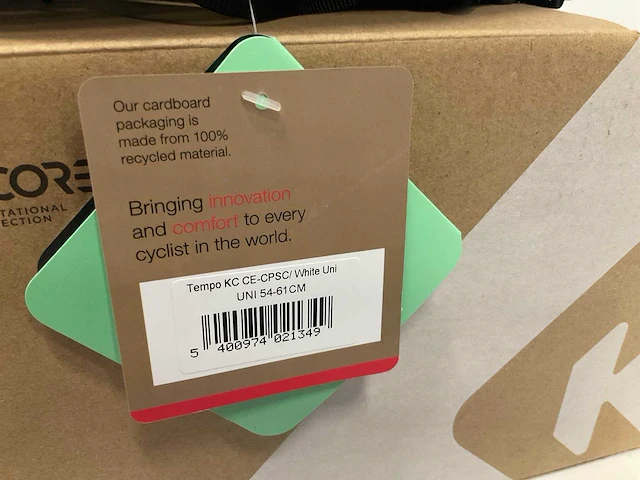 Our cardboard
packaging is
made from 100%
recycled material.
Bringing innovation
and comfort to every
cyclist in the world.
Tempo KC CE-CPSC/ White Uni
UNI 54-61CM
5 400974 021349
CORE
TATIONAL
ECTION
K